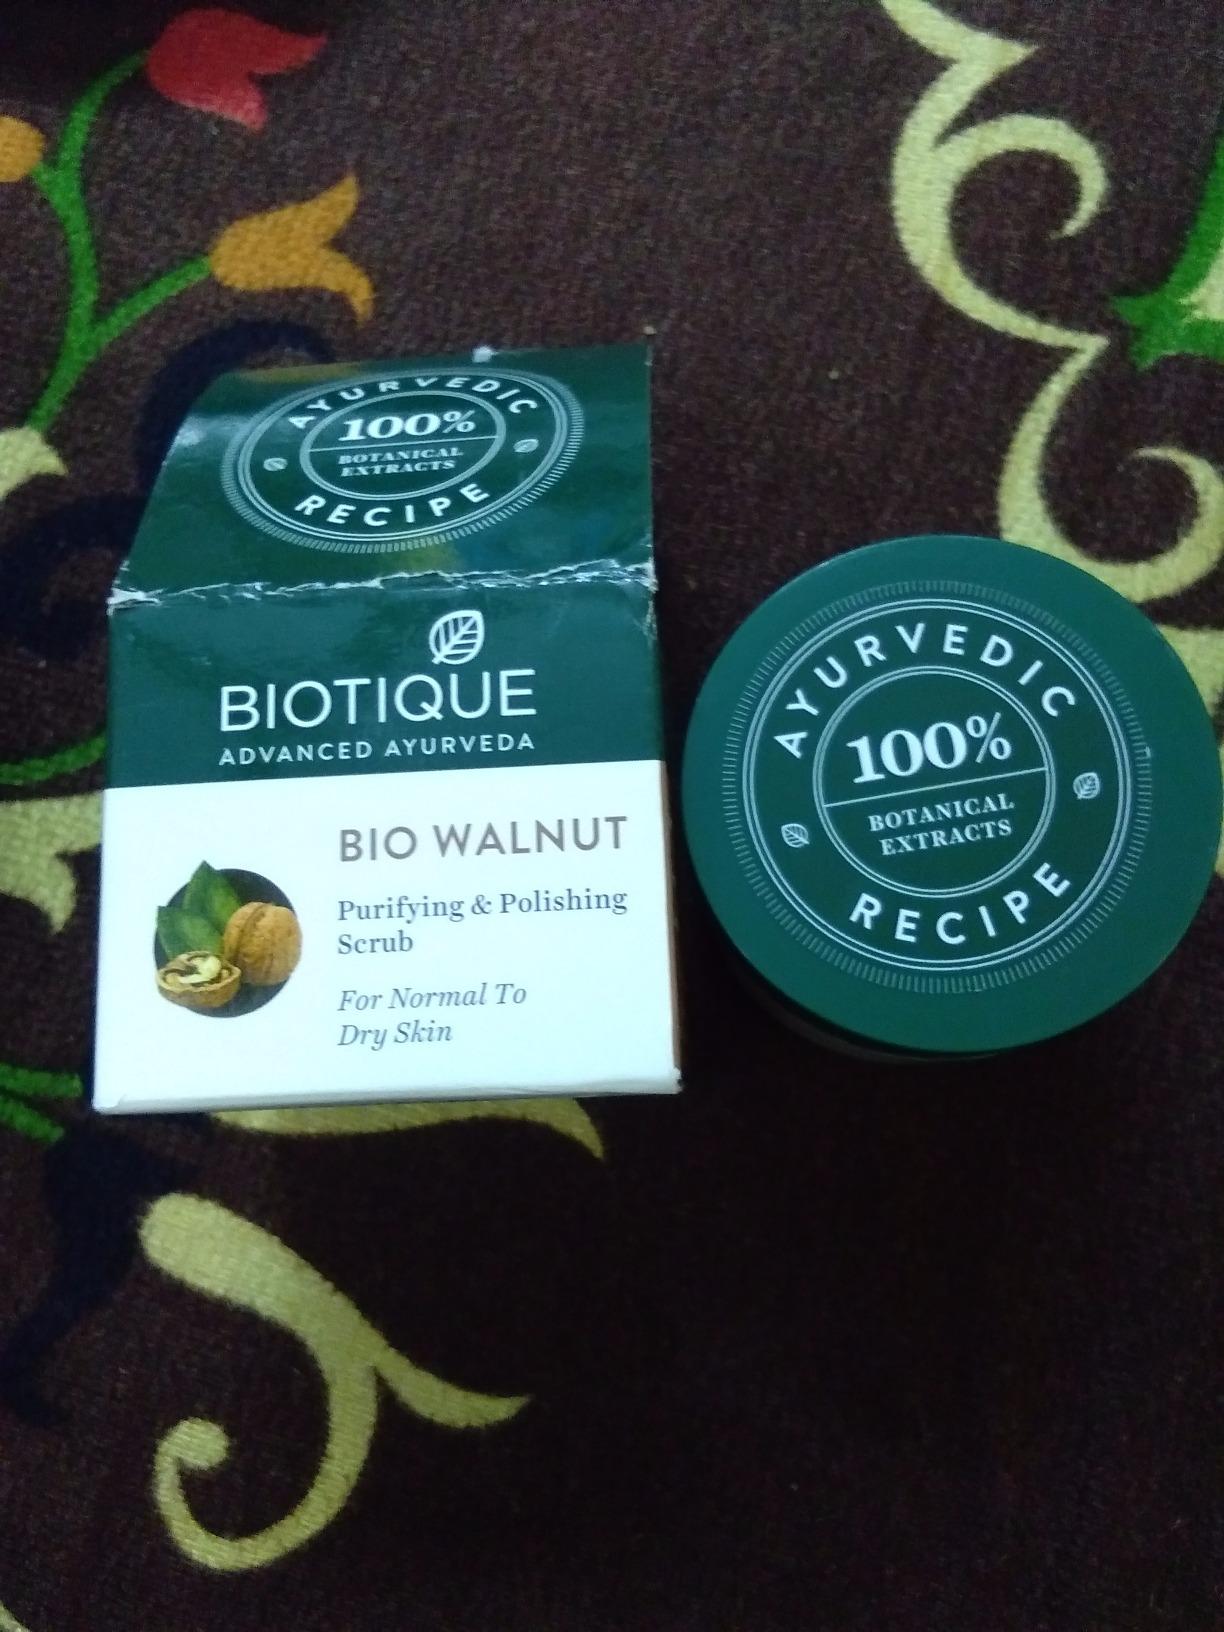 AYURVEDIC
100%
BOTANICAL
EXTRACTS
RECIPE
BIOTIQUE
ADVANCED AYURVEDA
BIO WALNUT
Purifying & Polishing
Scrub
For Normal To
Dry Skin
AYURVEDIC
100%
BOTANICAL
EXTRACTS
RECIPE